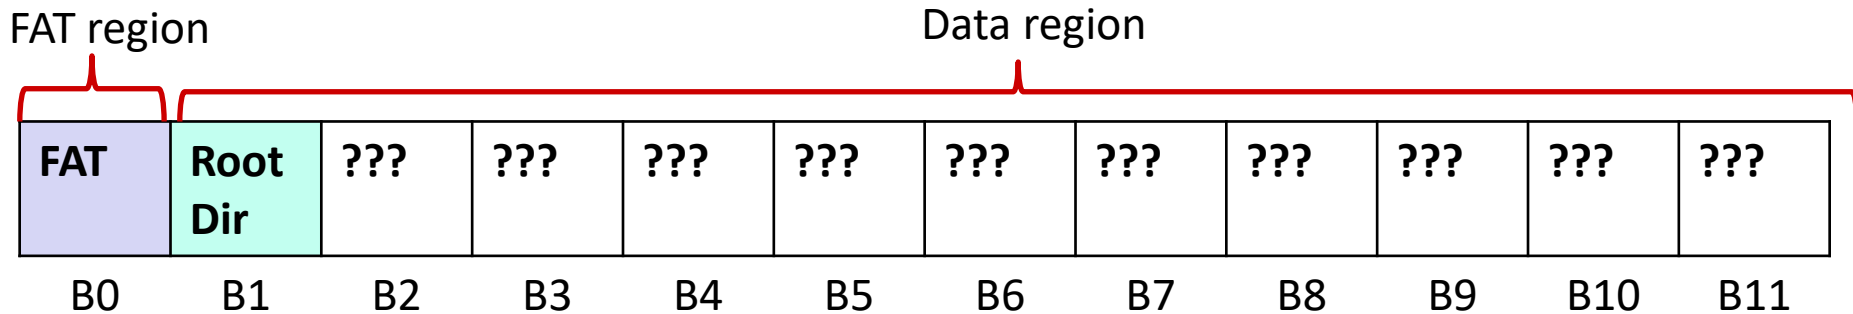 FAT region
Data region
FAT Root Dir ??? ??? ??? ??? ??? ??? ??? ??? ??? ???
B0 B1 B2 B3 B4 B5 B6 B7 B8 B9 B10 B11